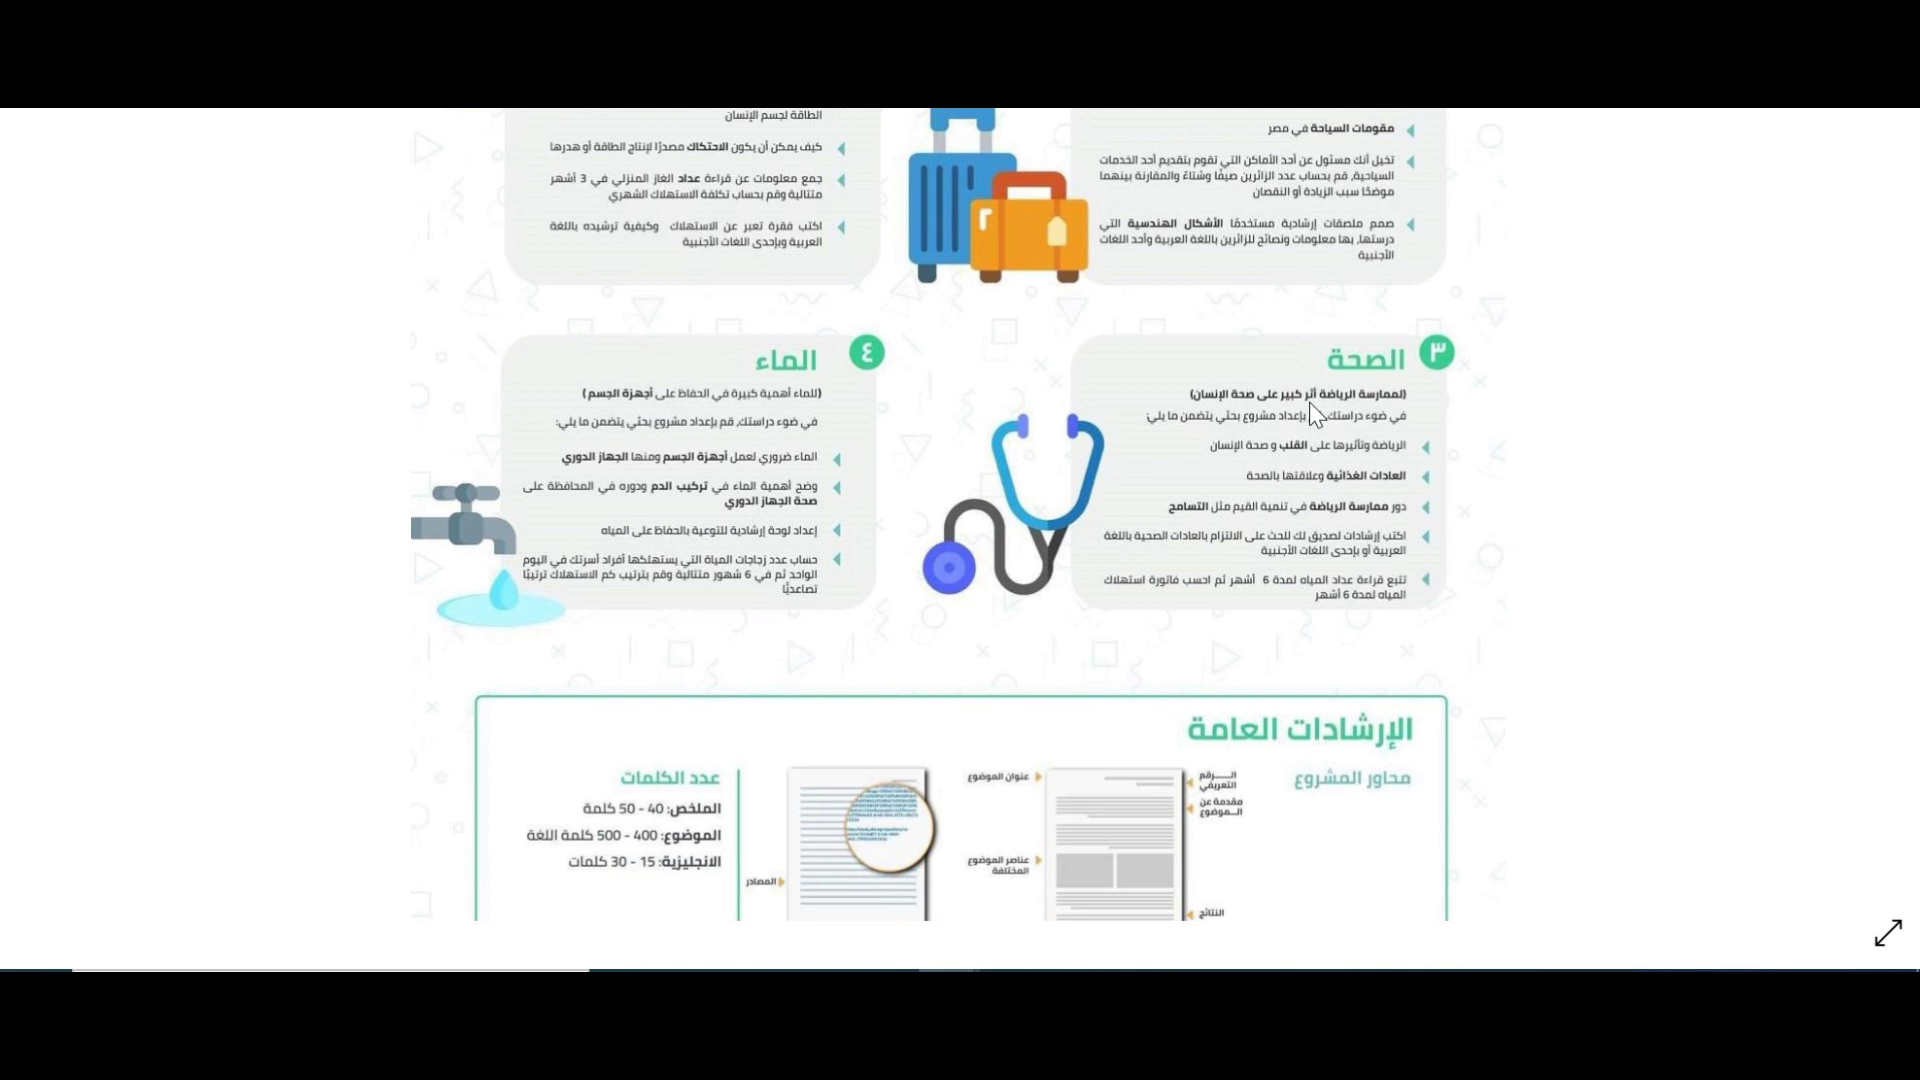 مقومات السياحة في مصر
تخيل أنك مسئول عن أحد الأماكن التي تقوم بتقديم أحد الخدمات
السياحية، قم بحساب عدد الزائرين صيفًا وشتاءً والمقارنة بينهما
موضحًا سبب الزيادة أو النقصان
صمم ملصقات إرشادية مستخدمًا الأشكال الهندسية التي
درستها، بها معلومات ونصائح للزائرين باللغة العربية وأحد اللغات
الأجنبية
الطاقة لجسم الإنسان
كيف يمكن أن يكون الاحتكاك مصدرًا لإنتاج الطاقة أو هدرها
جمع معلومات عن قراءة عداد الغاز المنزلي في 3 أشهر
متتالية وقم بحساب تكلفة الاستهلاك الشهري
اكتب فقرة تعبر عن الاستهلاك وكيفية ترشيده باللغة
العربية وبإحدى اللغات الأجنبية
٣
الصحة
(لممارسة الرياضة أثر كبير على صحة الإنسان)
في ضوء دراستك بإعداد مشروع بحثي يتضمن ما يلي:
الرياضة وتأثيرها على القلب و صحة الإنسان
العادات الغذائية وعلاقتها بالصحة
دور ممارسة الرياضة في تنمية القيم مثل التسامح
اكتب إرشادات لصديق لك للحث على الالتزام بالعادات الصحية باللغة
العربية أو بإحدى اللغات الأجنبية
تتبع قراءة عداد المياه لمدة 6 أشهر ثم احسب فاتورة استهلاك
المياه لمدة 6 أشهر
٤
الماء
(للماء أهمية كبيرة في الحفاظ على أجهزة الجسم )
في ضوء دراستك، قم بإعداد مشروع بحثي يتضمن ما يلي:
الماء ضروري لعمل أجهزة الجسم ومنها الجهاز الدوري
وضح أهمية الماء في تركيب الدم ودوره في المحافظة على
صحة الجهاز الدوري
إعداد لوحة إرشادية للتوعية بالحفاظ على المياه
حساب عدد زجاجات المياة التي يستهلكها أفراد أسرتك في اليوم
الواحد ثم في 6 شهور متتالية وقم بترتيب كم الاستهلاك ترتيبًا
تصاعديًا
الإرشادات العامة
محاور المشروع
الـــــرقم
التعريفي
مقدمة عن
الـــموضوع
النتائج
عنوان الموضوع
عناصر الموضوع
المختلفة
المصادر
عدد الكلمات
الملخص: 40 - 50 كلمة
الموضوع: 400 - 500 كلمة اللغة
الانجليزية: 15 - 30 كلمات